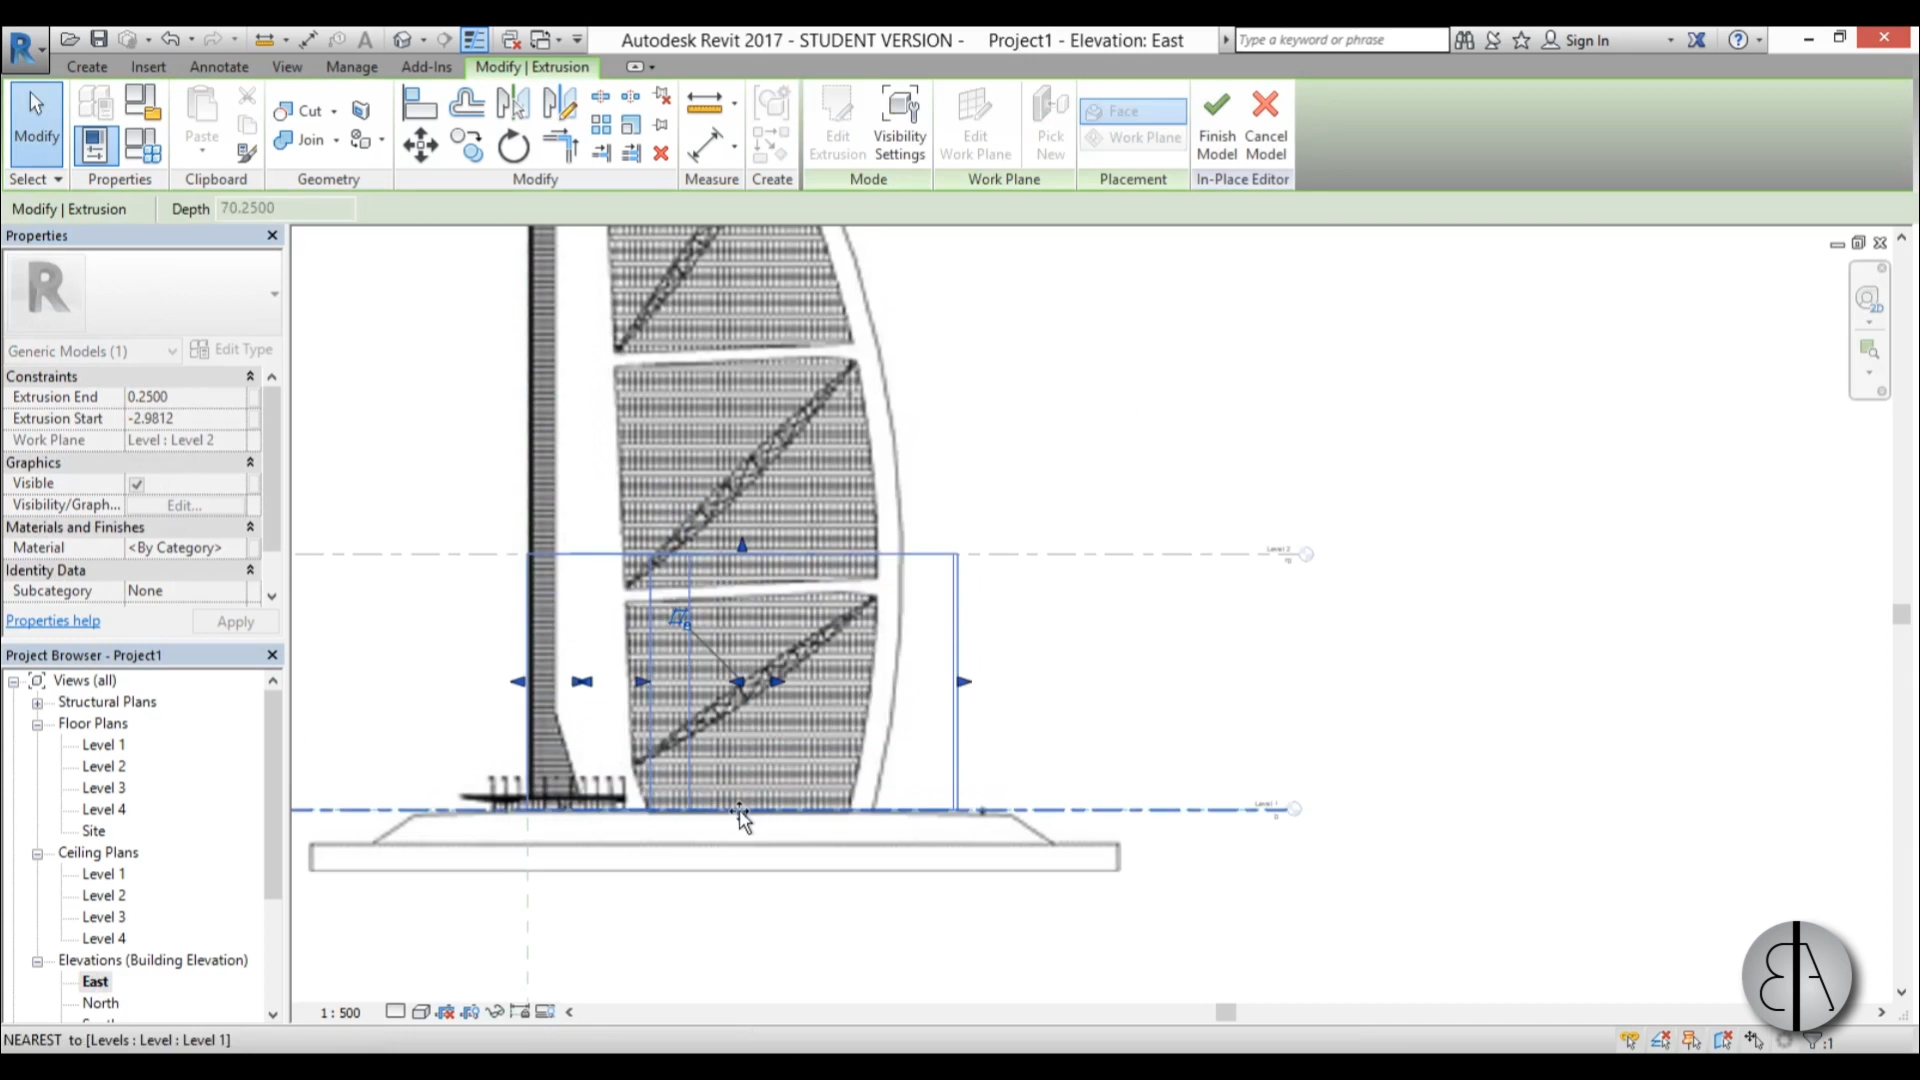 Autodesk Revit 2017 - STUDENT VERSION -     Project1 - Elevation: East
Type a keyword or phrase
Sign In
Create
Insert
Annotate
View
Manage
Add-Ins
Modify | Extrusion
Modify
Paste
Cut
Join
Edit Extrusion
Visibility Settings
Edit Work Plane
Pick New
Face
Work Plane
Finish Model
Cancel Model
Select
Properties
Clipboard
Geometry
Modify
Measure
Create
Mode
Work Plane
Placement
In-Place Editor
Modify | Extrusion
Depth 70.2500
Properties
Generic Models (1)
Edit Type
Constraints
Extrusion End 0.2500
Extrusion Start -2.9812
Work Plane Level : Level 2
Graphics
Visible
Visibility/Graph... Edit...
Materials and Finishes
Material <By Category>
Identity Data
Subcategory None
Properties help
Apply
Project Browser - Project1
Views (all)
Structural Plans
Floor Plans
Level 1
Level 2
Level 3
Level 4
Site
Ceiling Plans
Level 1
Level 2
Level 3
Level 4
Elevations (Building Elevation)
East
North
2D
Level 2
Level 1
0
1 : 500
NEAREST to [Levels : Level : Level 1]
:1